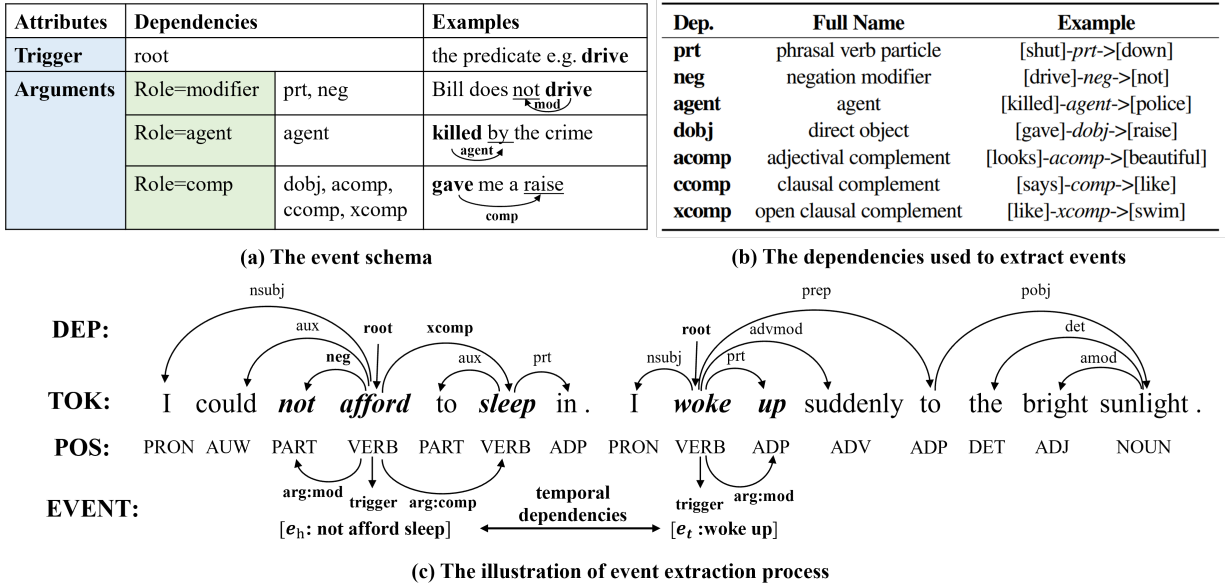 Attributes Dependencies Examples
Trigger root the predicate e.g. drive
Arguments Role=modifier prt, neg Bill does not drive
mod
Role=agent agent killed by the crime
agent
Role=comp dobj, acomp, ccomp, xcomp gave me a raise
comp
(a) The event schema
Dep. Full Name Example
prt phrasal verb particle [shut]-prt->[down]
neg negation modifier [drive]-neg->[not]
agent agent [killed]-agent->[police]
dobj direct object [gave]-dobj->[raise]
acomp adjectival complement [looks]-acomp->[beautiful]
ccomp clausal complement [says]-comp->[like]
xcomp open clausal complement [like]-xcomp->[swim]
(b) The dependencies used to extract events
nsubj prep pobj
DEP: aux root xcomp root advmod det
neg aux prt nsubj prt amod
TOK: I could not afford to sleep in . I woke up suddenly to the bright sunlight .
POS: PRON AUW PART VERB PART VERB ADP PRON VERB ADP ADV ADP DET ADJ NOUN
EVENT: arg:mod trigger arg:comp temporal dependencies trigger arg:mod
[eh: not afford sleep] [et :woke up]
(c) The illustration of event extraction process